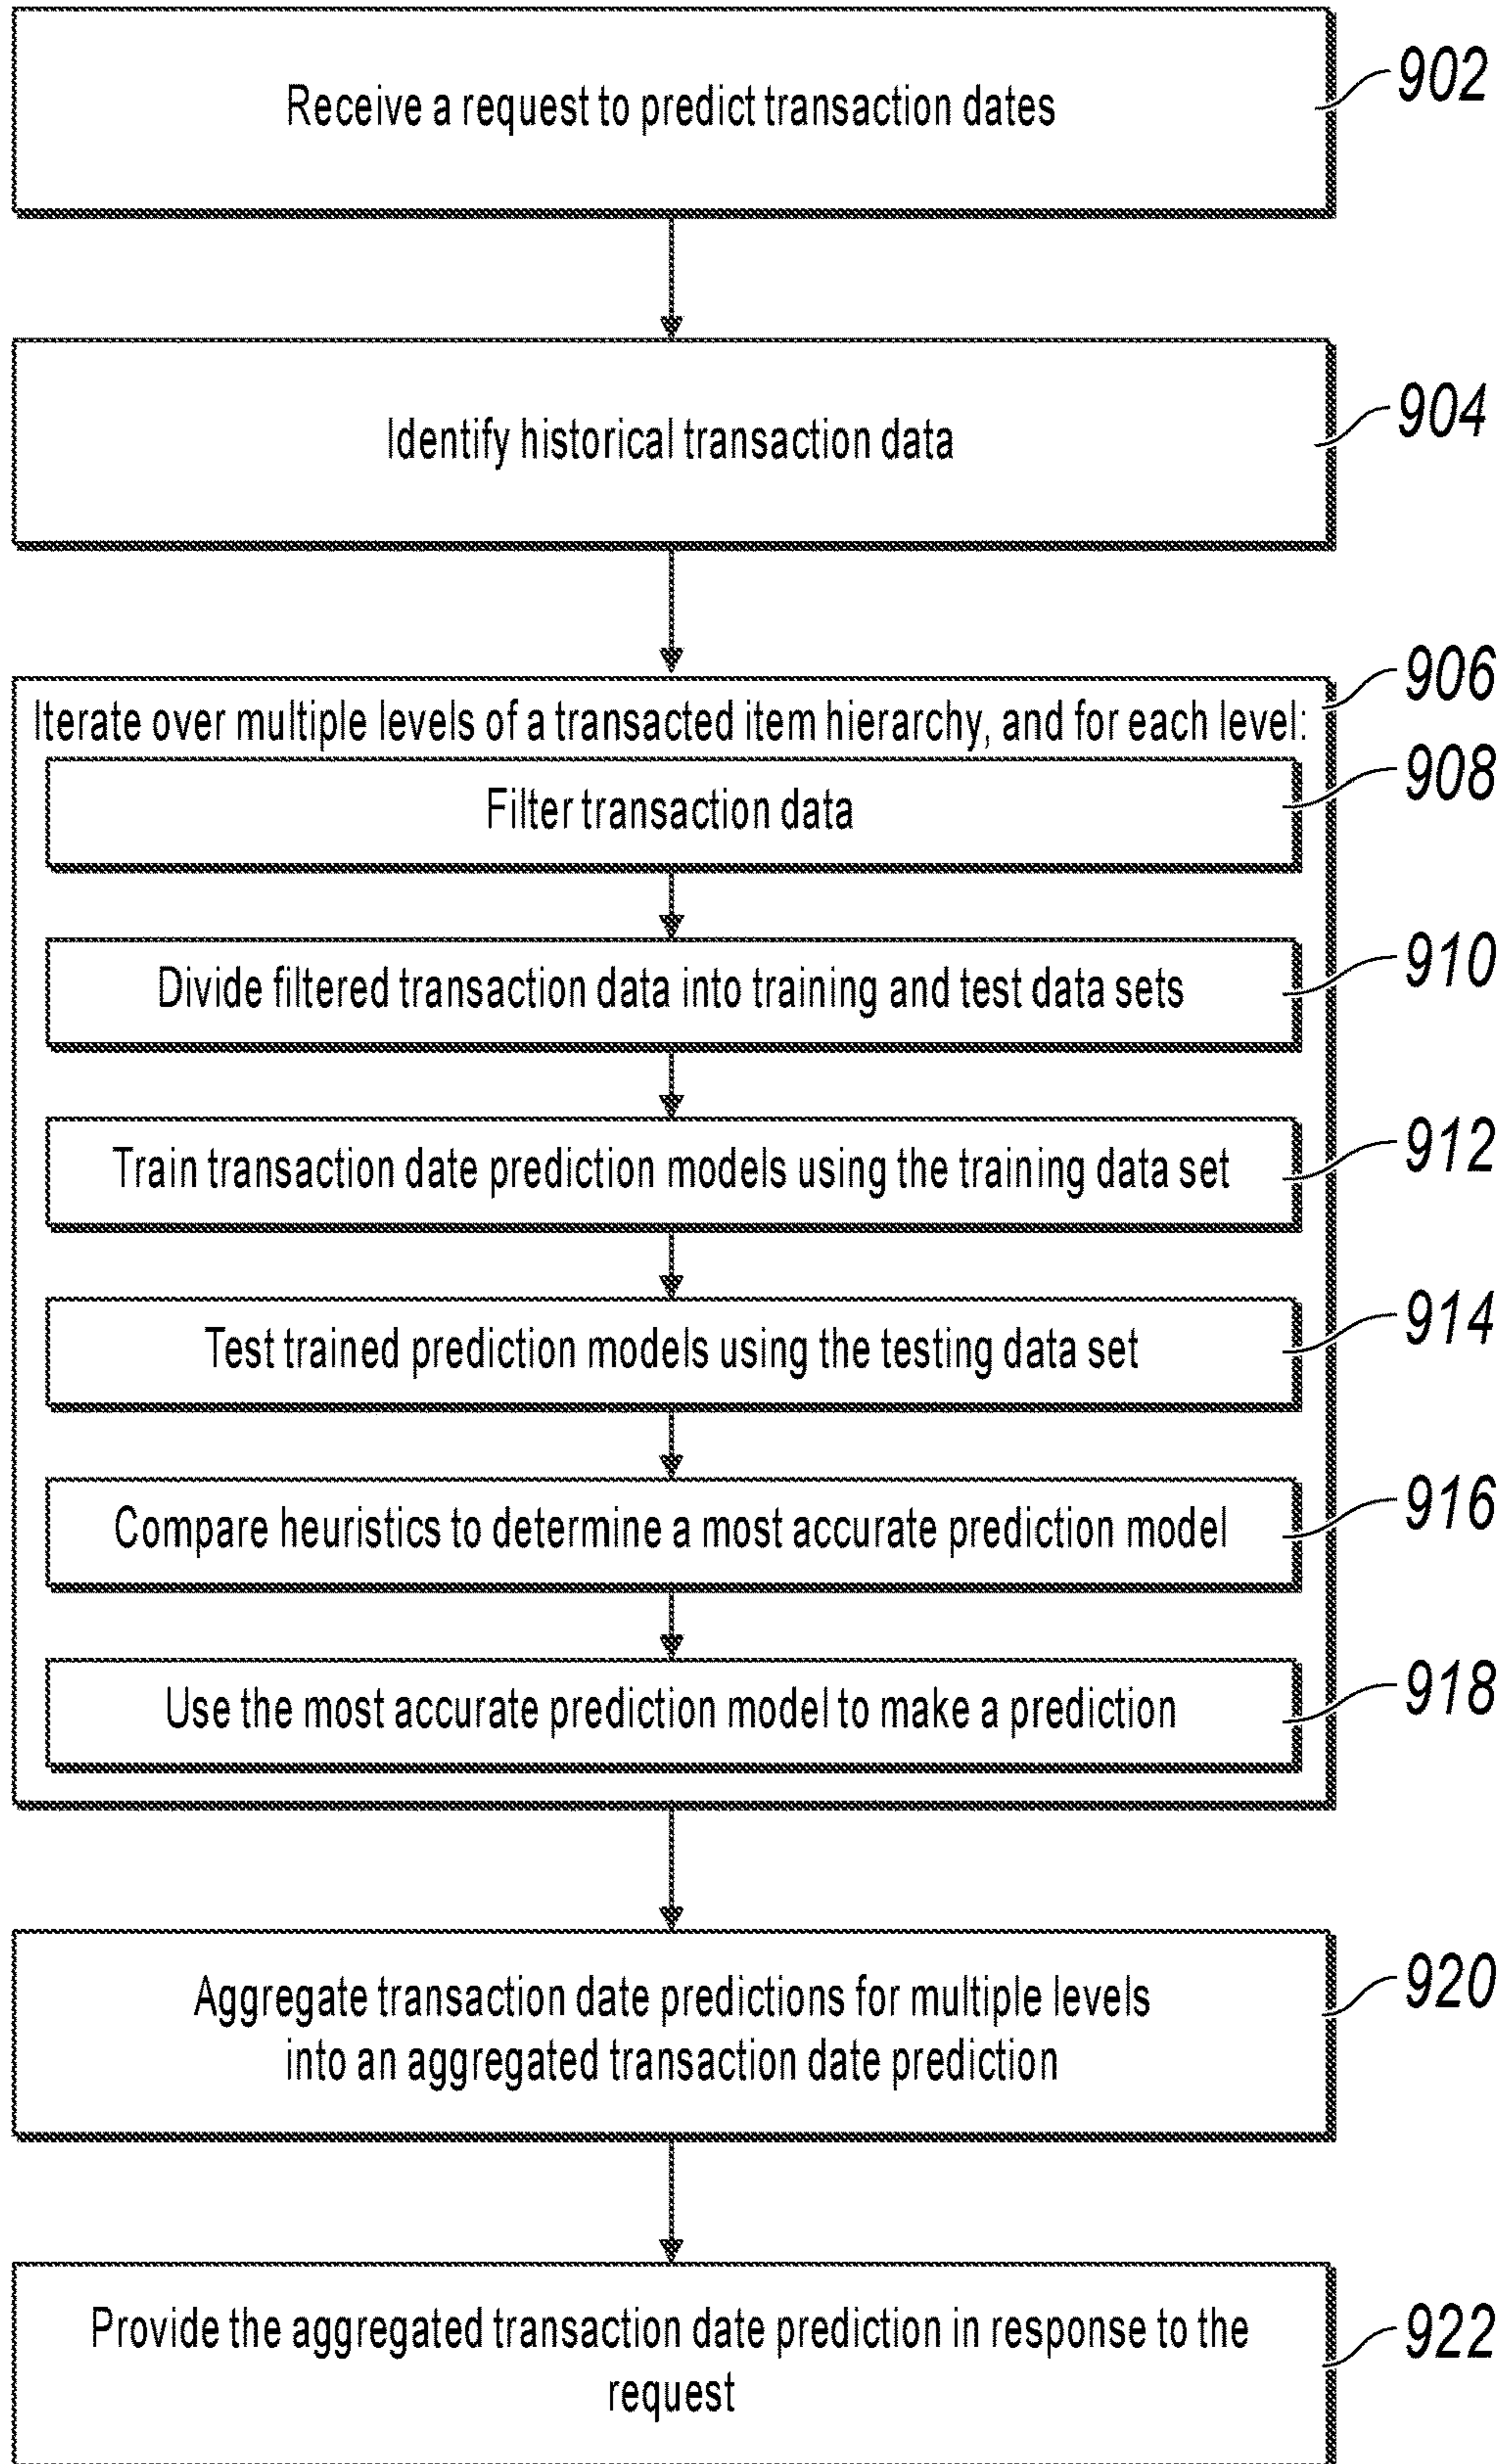 Receive a request to predict transaction dates
902
Identify historical transaction data
904
906
Iterate over multiple levels of a transacted item hierarchy, and for each level:
Filter transaction data
908
Divide filtered transaction data into training and test data sets
910
Train transaction date prediction models using the training data set
912
Test trained prediction models using the testing data set
914
Compare heuristics to determine a most accurate prediction model
916
Use the most accurate prediction model to make a prediction
918
Aggregate transaction date predictions for multiple levels
into an aggregated transaction date prediction
920
Provide the aggregated transaction date prediction in response to the
request
922